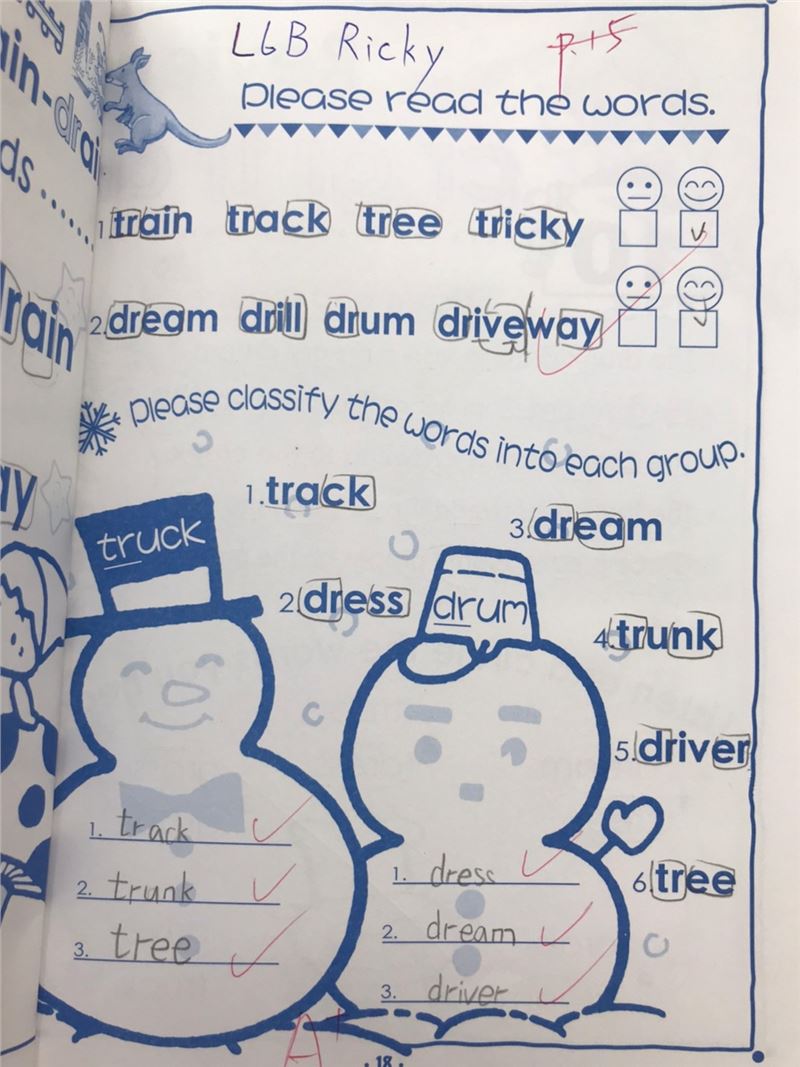 L6B Ricky
p.+5
Please read the words.
1. train track tree tricky
2. dream drill drum driveway
Please classify the words into each group.
1. track
3. dream
truck
2. dress
drum
4. trunk
5. driver
1. track
2. trunk
3. tree
1. dress
2. dream
3. driver
6. tree
A+
18